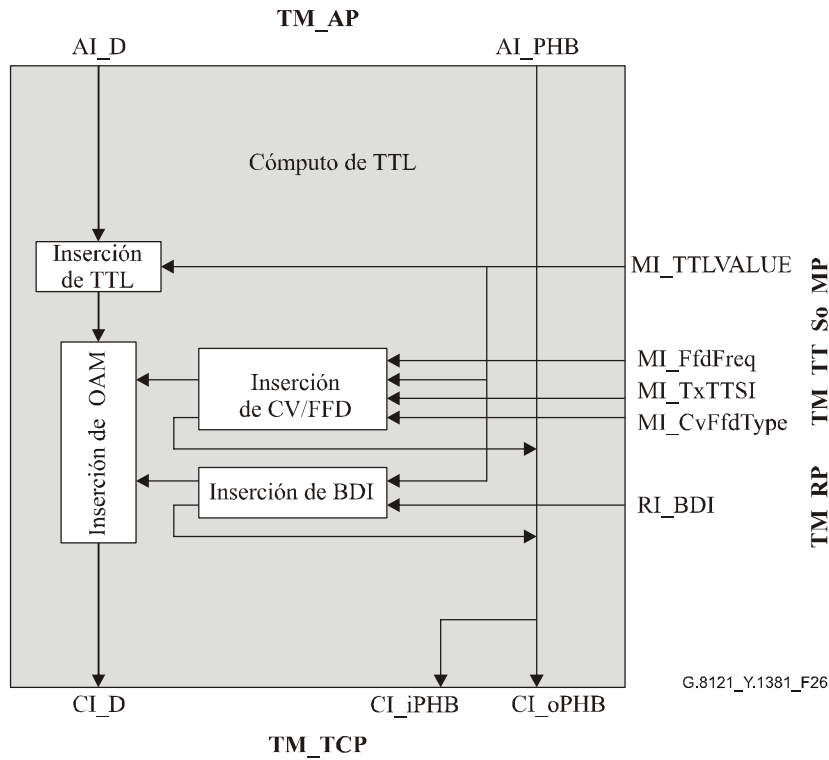 TM_AP
AI_D
AI_PHB
Cómputo de TTL
Inserción
de TTL
MI_TTLVALUE
TM_TT_So_MP
Inserción de OAM
Inserción
de CV/FFD
MI_FfdFreq
MI_TxTTSI
MI_CvFfdType
Inserción de BDI
RI_BDI
TM_RP
CI_D
CI_iPHB
CI_oPHB
G.8121_Y.1381_F26
TM_TCP